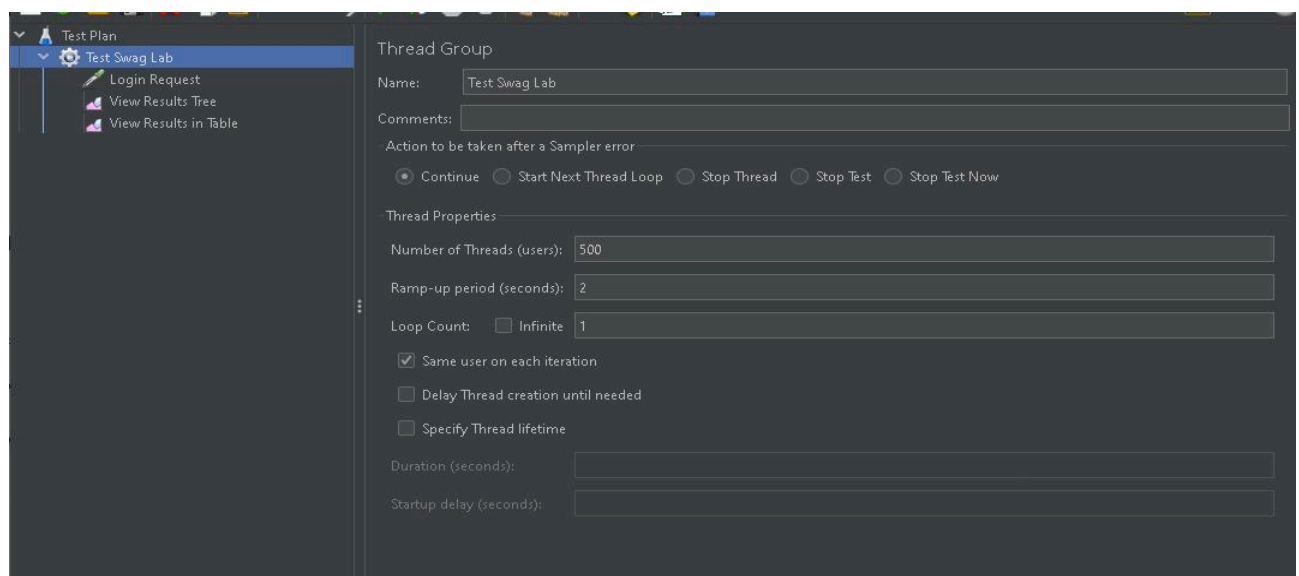 Test Plan
Test Swag Lab
Login Request
View Results Tree
View Results in Table
Thread Group
Name: Test Swag Lab
Comments:
Action to be taken after a Sampler error
Continue Start Next Thread Loop Stop Thread Stop Test Stop Test Now
Thread Properties
Number of Threads (users): 500
Ramp-up period (seconds): 2
Loop Count: Infinite 1
Same user on each iteration
Delay Thread creation until needed
Specify Thread lifetime
Duration (seconds):
Startup delay (seconds):